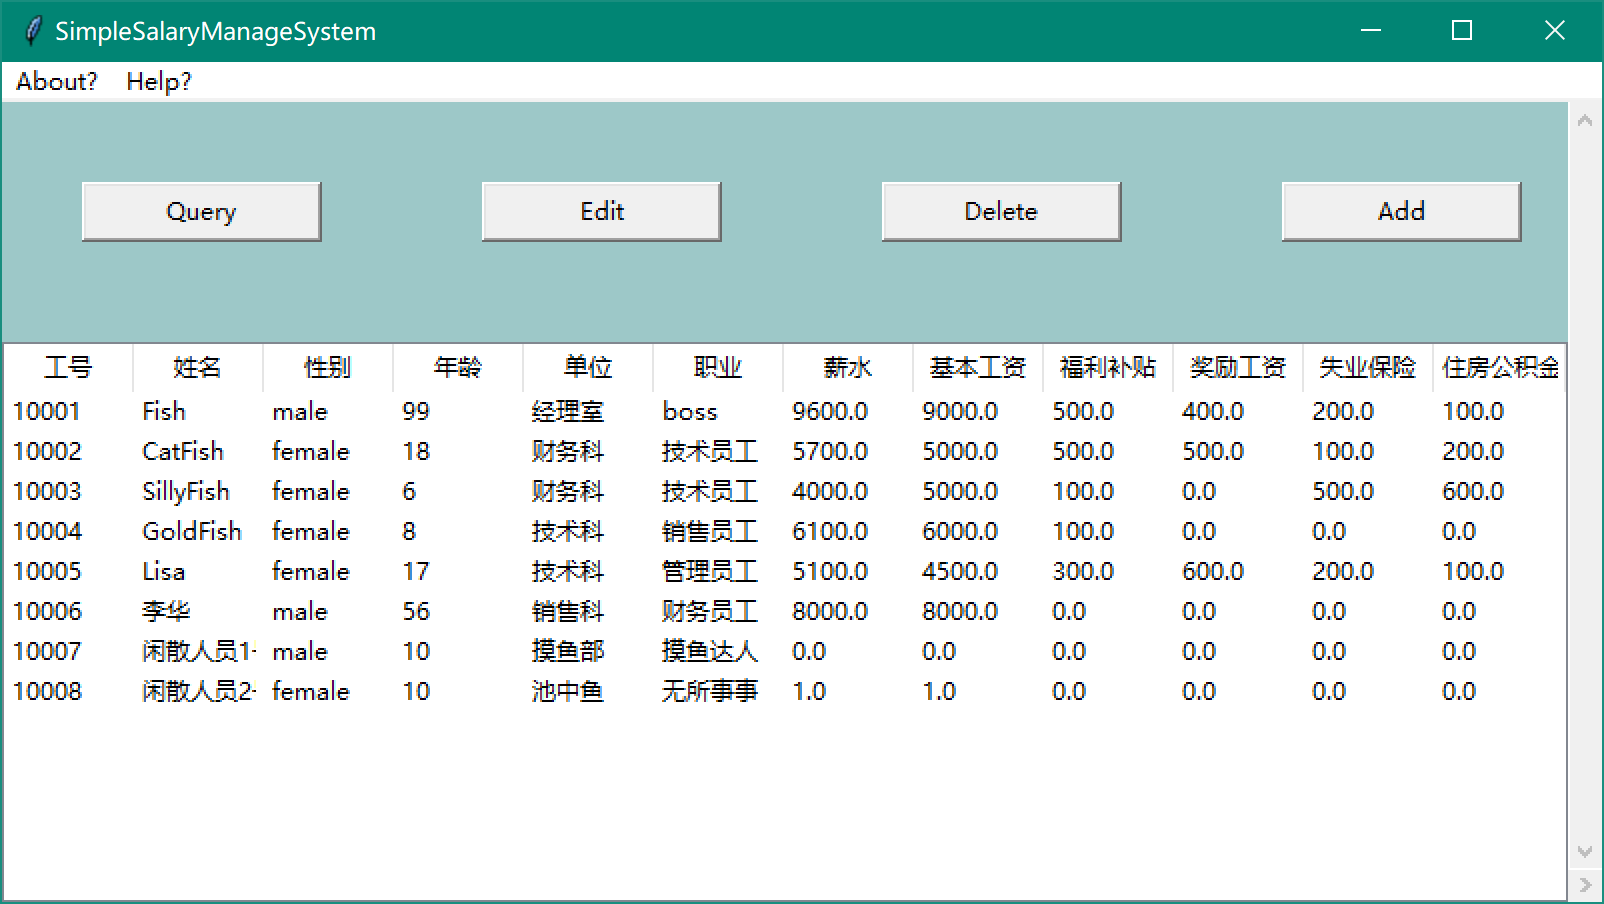 SimpleSalaryManageSystem
About? Help?
Query Edit Delete Add
工号 姓名 性别 年龄 单位 职业 薪水 基本工资 福利补贴 奖励工资 失业保险 住房公积金
10001 Fish male 99 经理室 boss 9600.0 9000.0 500.0 400.0 200.0 100.0
10002 CatFish female 18 财务科 技术员工 5700.0 5000.0 500.0 500.0 100.0 200.0
10003 SillyFish female 6 财务科 技术员工 4000.0 5000.0 100.0 0.0 500.0 600.0
10004 GoldFish female 8 技术科 销售员工 6100.0 6000.0 100.0 0.0 0.0 0.0
10005 Lisa female 17 技术科 管理员工 5100.0 4500.0 300.0 600.0 200.0 100.0
10006 李华 male 56 销售科 财务员工 8000.0 8000.0 0.0 0.0 0.0 0.0
10007 闲散人员1 male 10 摸鱼部 摸鱼达人 0.0 0.0 0.0 0.0 0.0 0.0
10008 闲散人员2 female 10 池中鱼 无所事事 1.0 1.0 0.0 0.0 0.0 0.0